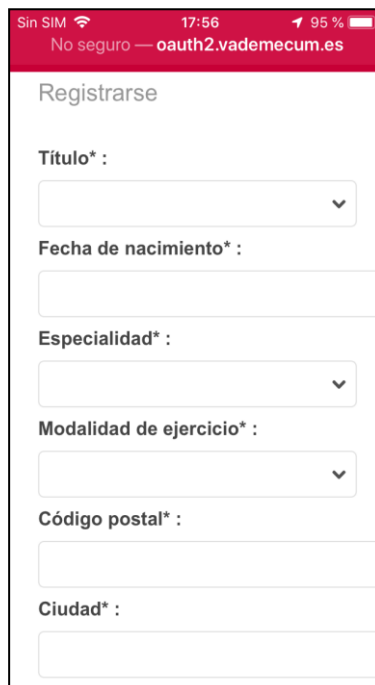 Sin SIM 17:56 95 %
No seguro — oauth2.vademecum.es
Registrarse
Título* :
Fecha de nacimiento* :
Especialidad* :
Modalidad de ejercicio* :
Código postal* :
Ciudad* :